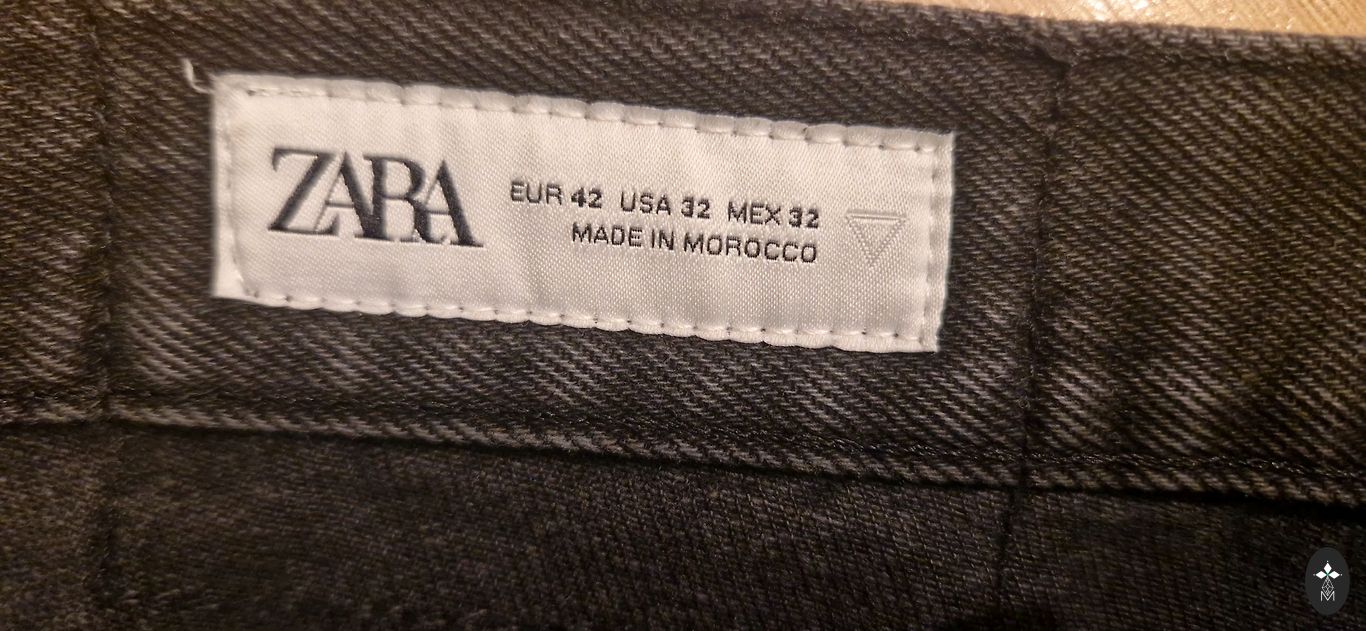 ZARA
EUR 42 USA 32 MEX 32
MADE IN MOROCCO
M